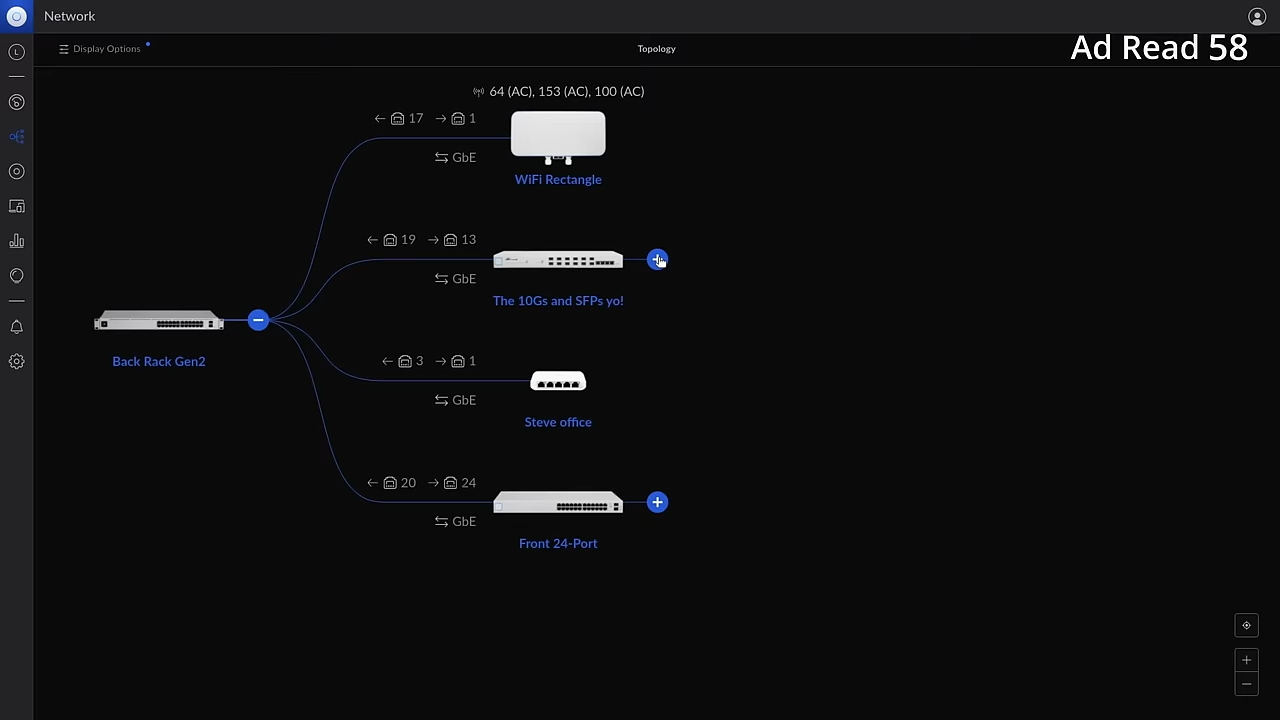 Network
Display Options
Topology
Ad Read 58
64 (AC), 153 (AC), 100 (AC)
17 1
GbE
WiFi Rectangle
19 13
GbE
The 10Gs and SFPs yo!
Back Rack Gen2
3 1
GbE
Steve office
20 24
GbE
Front 24-Port